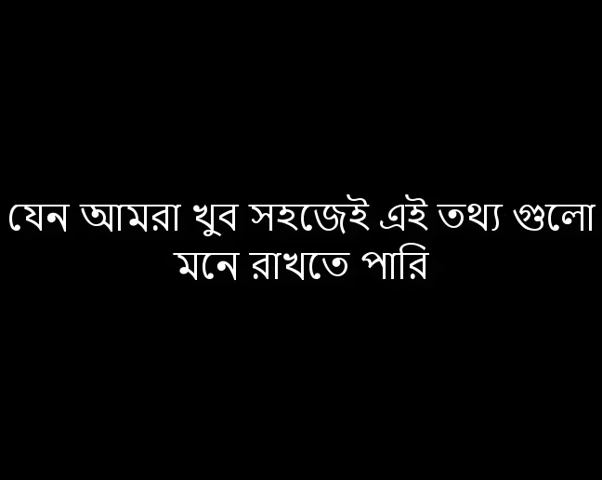 যেন আমরা খুব সহজেই এই তথ্য গুলো
মনে রাখতে পারি